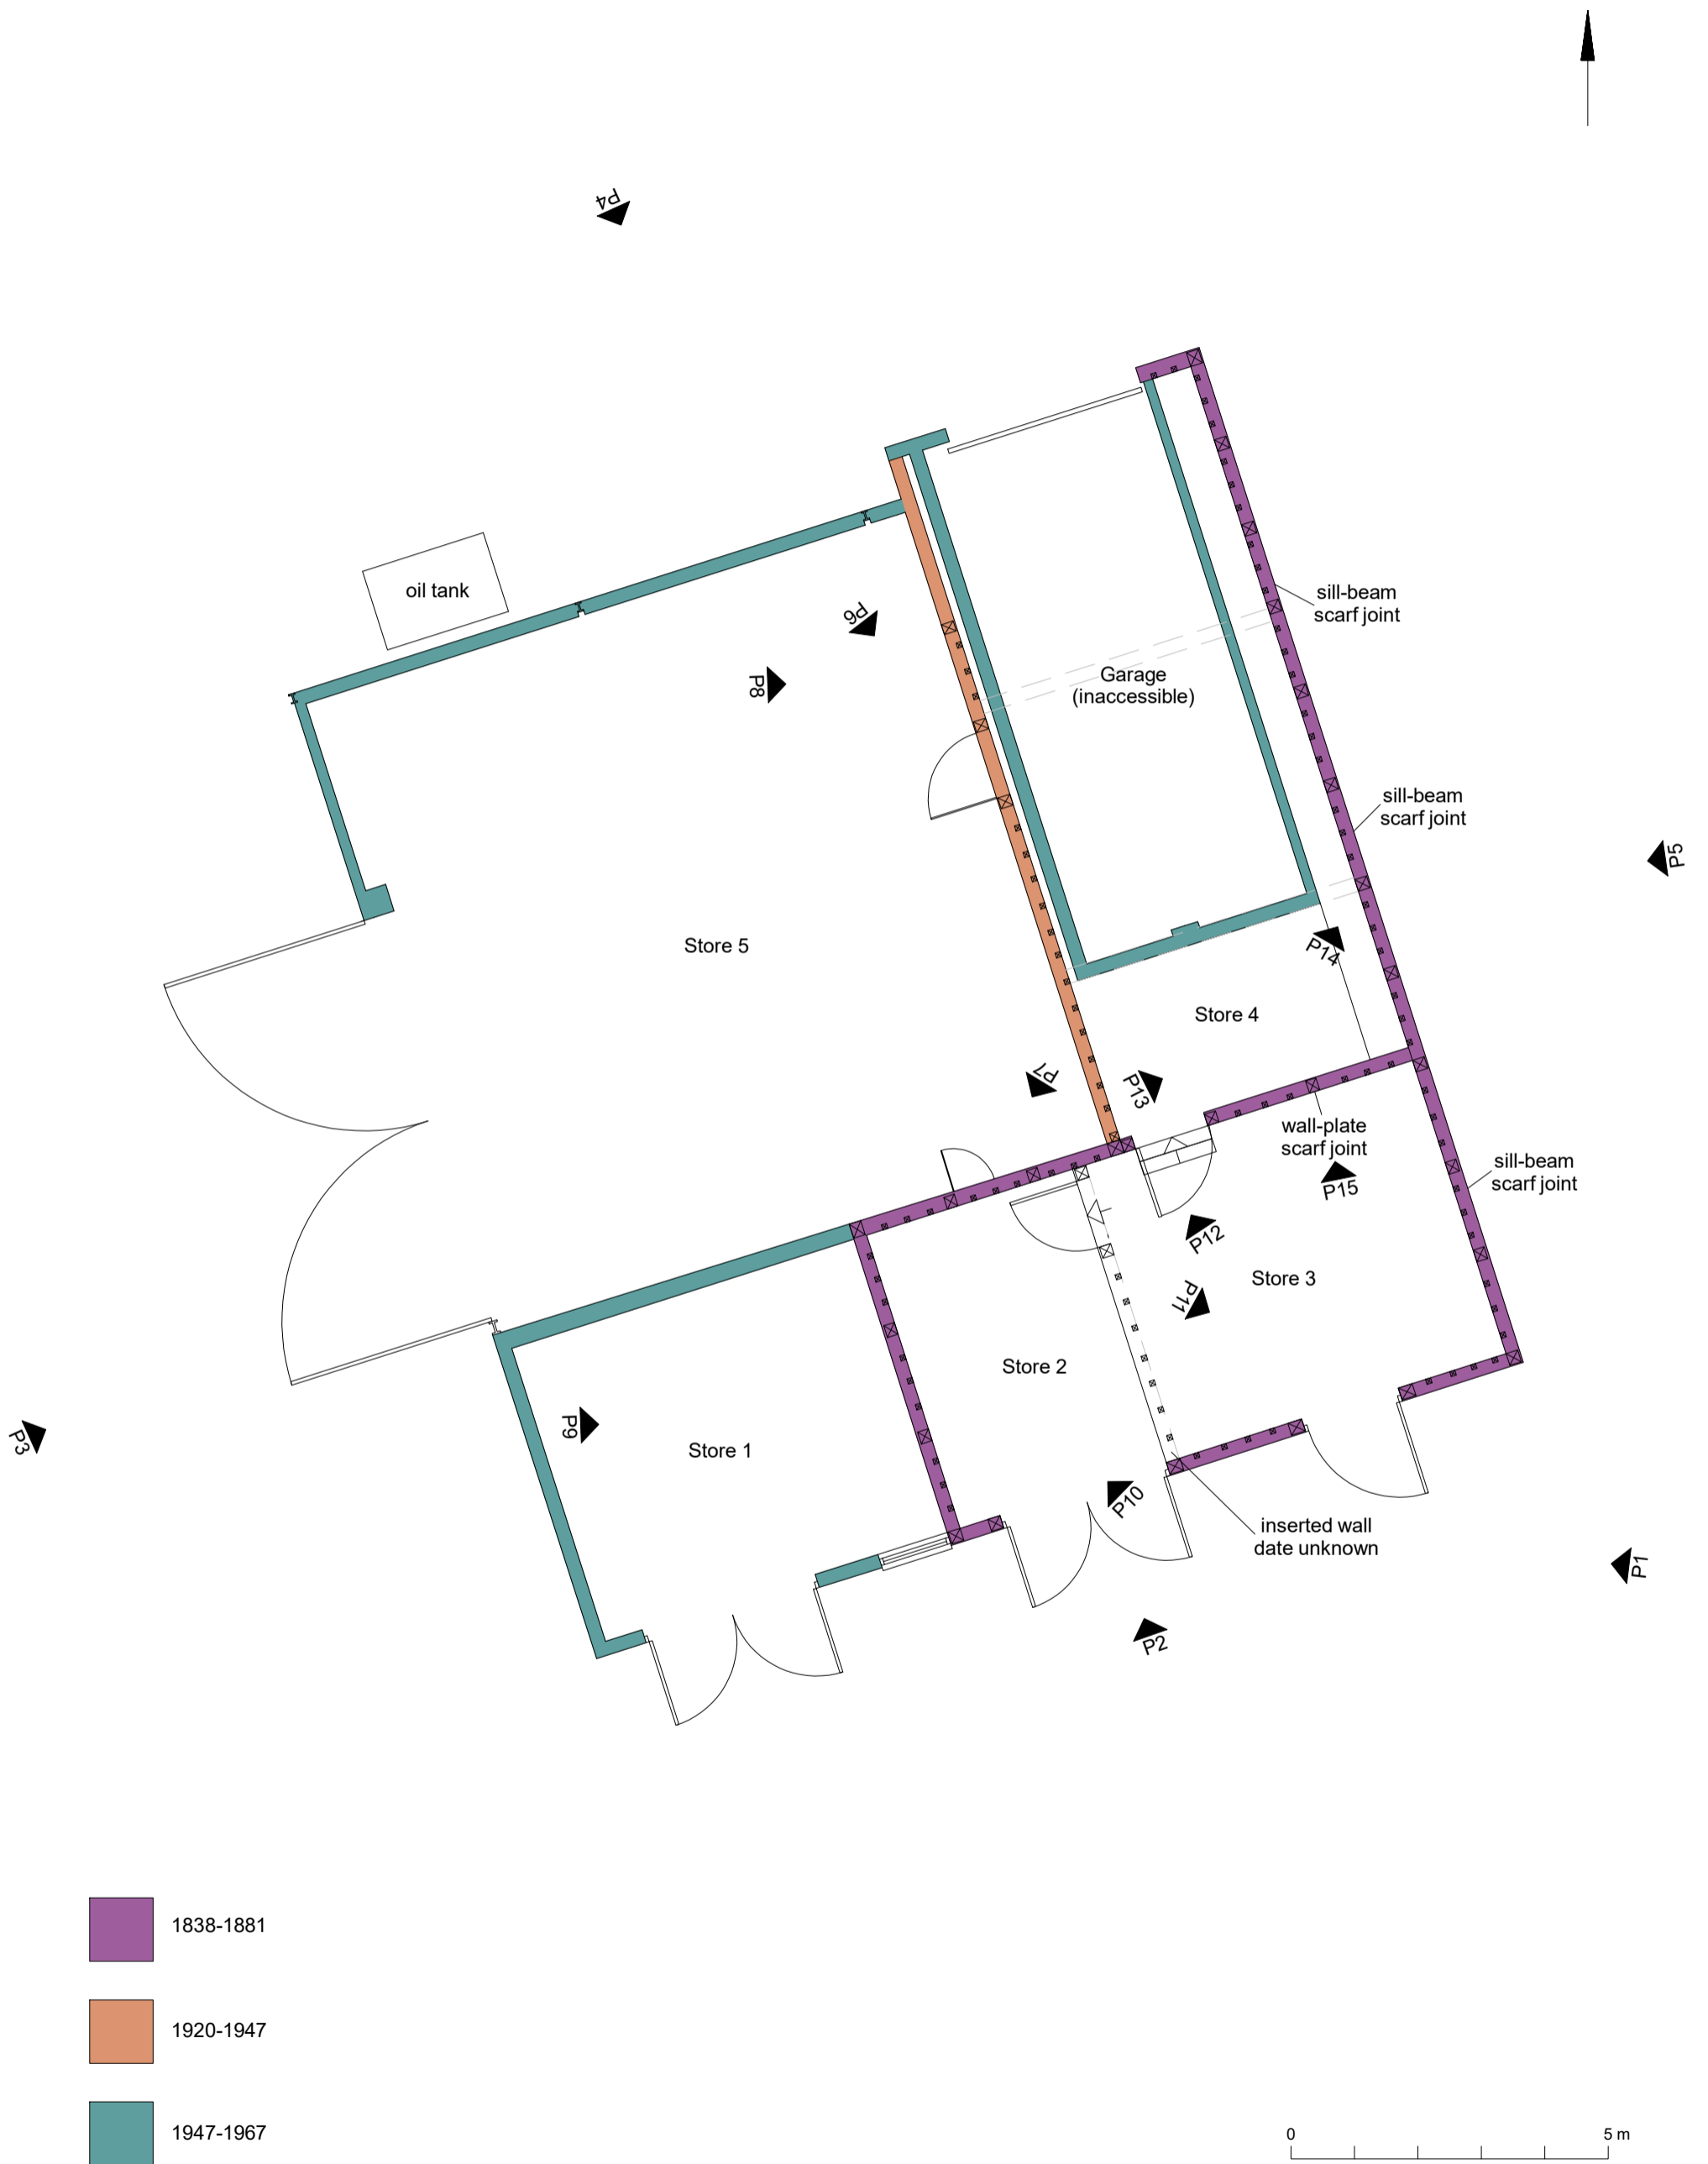 P4
oil tank
sill-beam
scarf joint
P6
P8
Garage
(inaccessible)
sill-beam
scarf joint
P5
P14
Store 5
Store 4
P7
P13
wall-plate
scarf joint
P15
sill-beam
scarf joint
P12
Store 3
P11
Store 2
P3
P9
Store 1
P10
inserted wall
date unknown
P1
P2
1838-1881
1920-1947
1947-1967
0
5 m